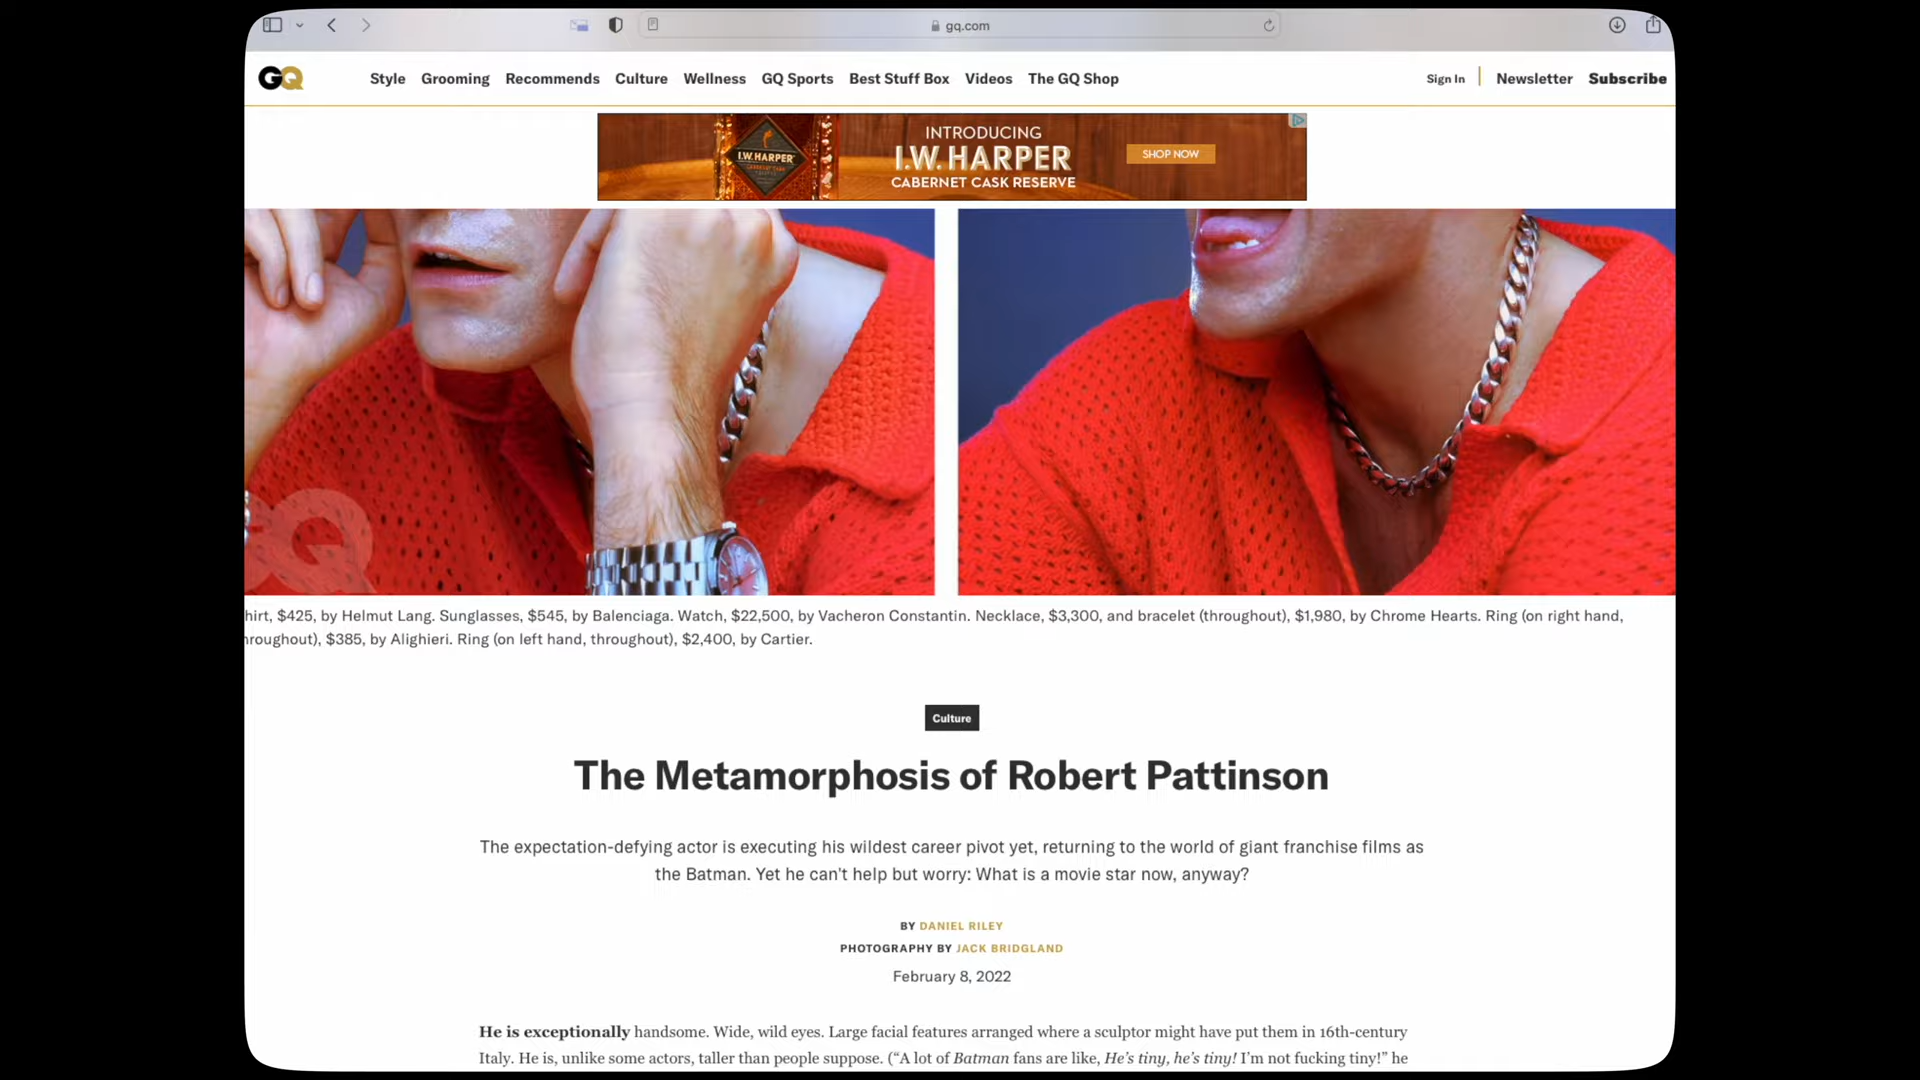 gq.com
GQ
Style Grooming Recommends Culture Wellness GQ Sports Best Stuff Box Videos The GQ Shop
Sign In Newsletter Subscribe
I.W. HARPER
INTRODUCING
I.W. HARPER
CABERNET CASK RESERVE
SHOP NOW
GQ
hirt, $425, by Helmut Lang. Sunglasses, $545, by Balenciaga. Watch, $22,500, by Vacheron Constantin. Necklace, $3,300, and bracelet (throughout), $1,980, by Chrome Hearts. Ring (on right hand,
hroughout), $385, by Alighieri. Ring (on left hand, throughout), $2,400, by Cartier.
Culture
The Metamorphosis of Robert Pattinson
The expectation-defying actor is executing his wildest career pivot yet, returning to the world of giant franchise films as
the Batman. Yet he can't help but worry: What is a movie star now, anyway?
BY DANIEL RILEY
PHOTOGRAPHY BY JACK BRIDGLAND
February 8, 2022
He is exceptionally handsome. Wide, wild eyes. Large facial features arranged where a sculptor might have put them in 16th-century
Italy. He is, unlike some actors, taller than people suppose. (“A lot of Batman fans are like, He’s tiny, he’s tiny! I’m not fucking tiny!” he